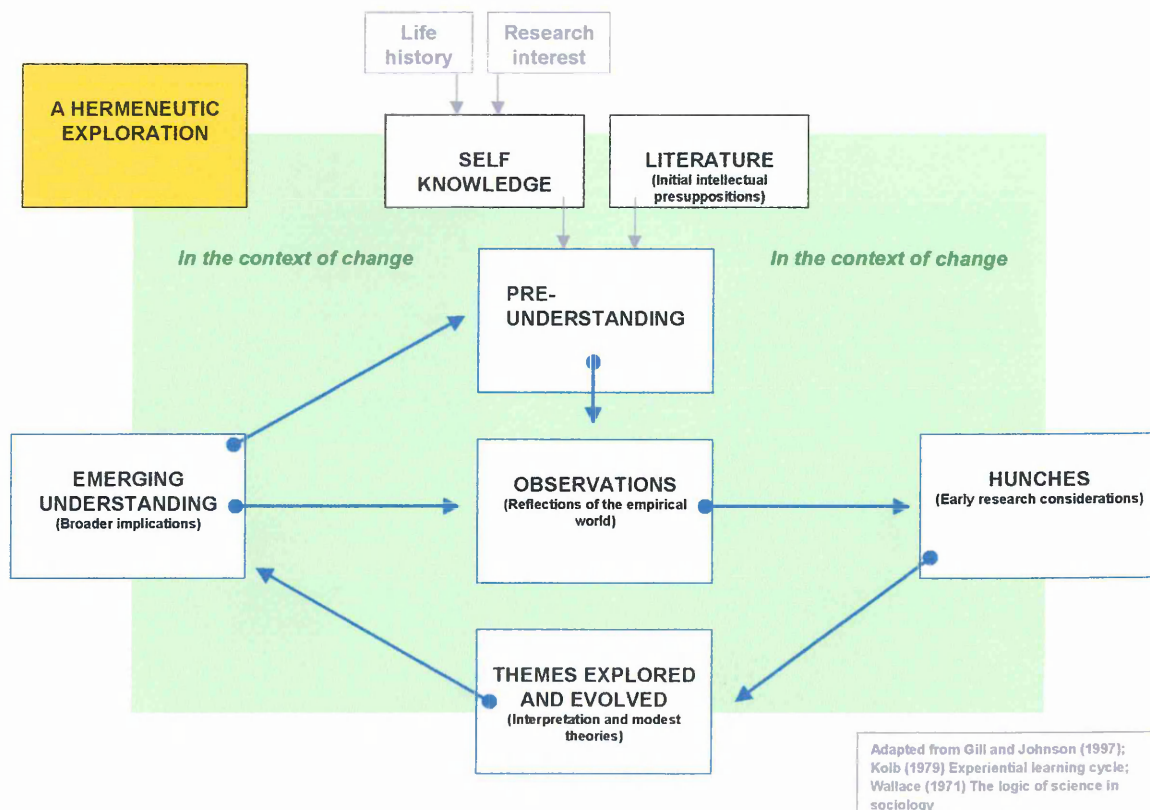 Life
history
Research
interest
A HERMENEUTIC
EXPLORATION
SELF
KNOWLEDGE
LITERATURE
(Initial intellectual
presuppositions)
In the context of change
In the context of change
PRE-
UNDERSTANDING
EMERGING
UNDERSTANDING
(Broader implications)
OBSERVATIONS
(Reflections of the empirical
world)
HUNCHES
(Early research considerations)
THEMES EXPLORED
AND EVOLVED
(Interpretation and modest
theories)
Adapted from Gill and Johnson (1997);
Kolb (1979) Experiential learning cycle;
Wallace (1971) The logic of science in
sociology